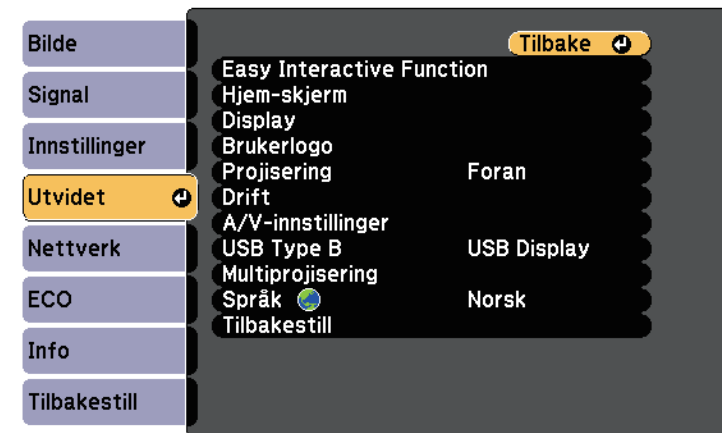 Bilde
Signal
Innstillinger
Utvidet
Nettverk
ECO
Info
Tilbakestill
Tilbake
Easy Interactive Function
Hjem-skjerm
Display
Brukerlogo
Projisering Foran
Drift
A/V-innstillinger
USB Type B USB Display
Multiprojisering
Språk Norsk
Tilbakestill